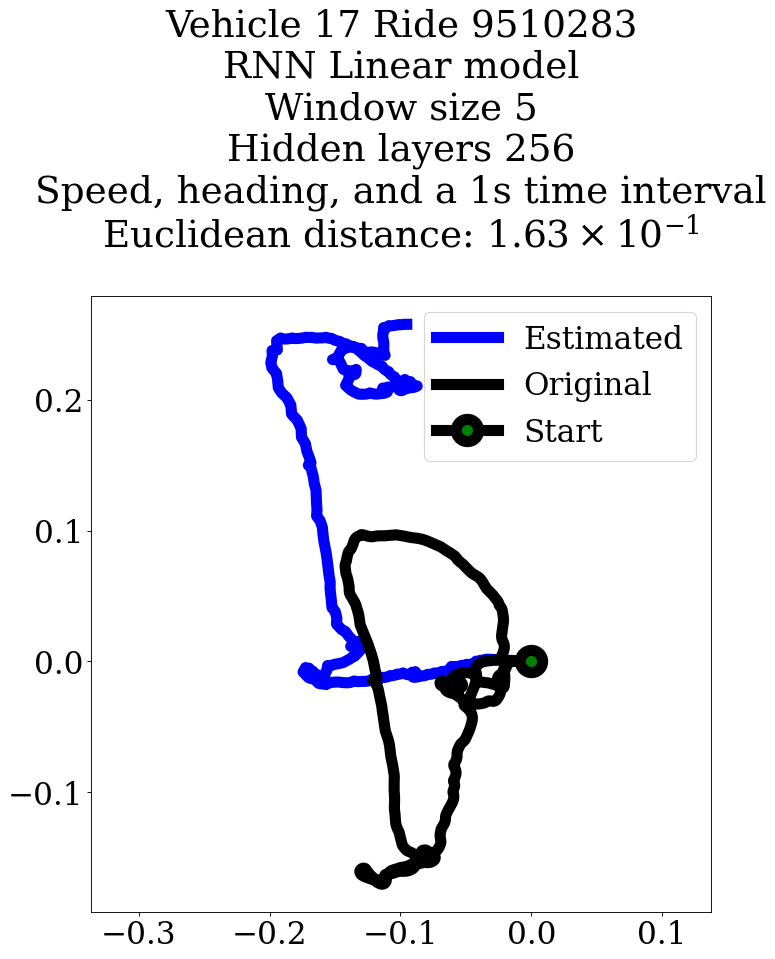 Vehicle 17 Ride 9510283
RNN Linear model
Window size 5
Hidden layers 256
Speed, heading, and a 1s time interval
Euclidean distance: 1.63 × 10⁻¹
Estimated
Original
Start
0.2
0.1
0.0
−0.1
−0.3 −0.2 −0.1 0.0 0.1